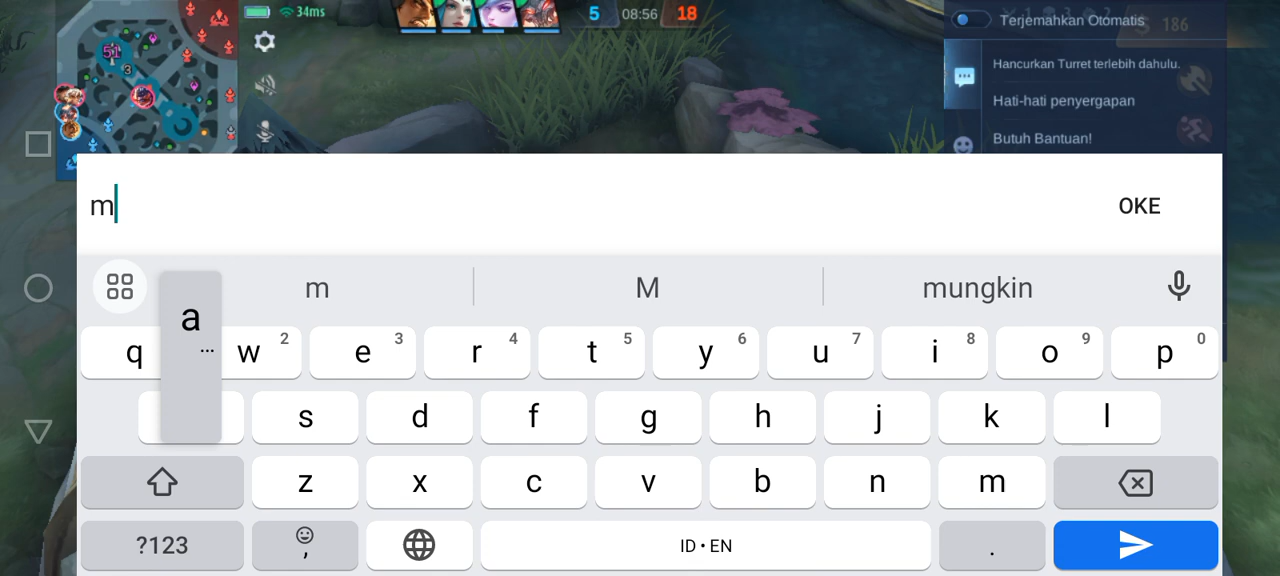 34ms
5 08:56 18
186
Terjemahkan Otomatis
Hancurkan Turret terlebih dahulu.
Hati-hati penyergapan
Butuh Bantuan!
3
m
OKE
m M mungkin
a
...
q w 2 e 3 r 4 t 5 y 6 u 7 i 8 o 9 p 0
s d f g h j k l
z x c v b n m
?123 , ID • EN .